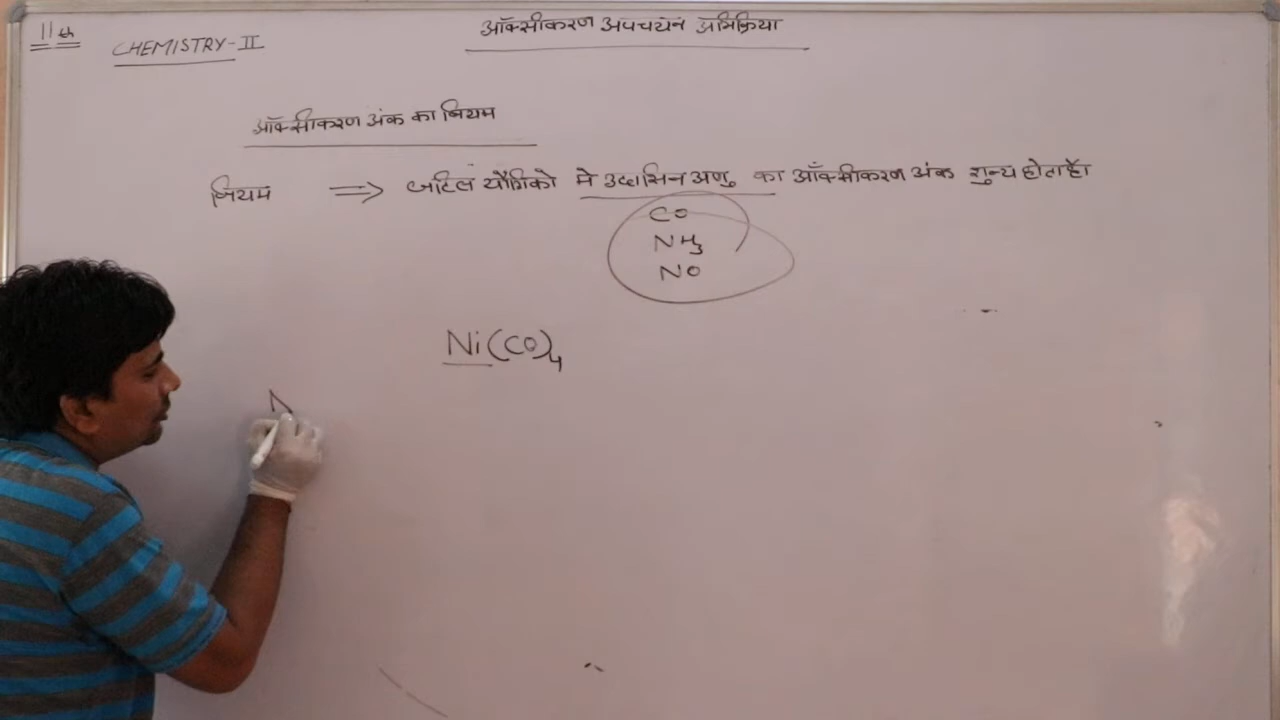 11th
CHEMISTRY-II
ऑक्सीकरण अपचयन अभिक्रिया
ऑक्सीकरण अंक का नियम
नियम ⇒ जटिल यौगिको मे उदासिन अणु का ऑक्सीकरण अंक शुन्य होता है।
CO
NH₃
NO
Ni(CO)₄